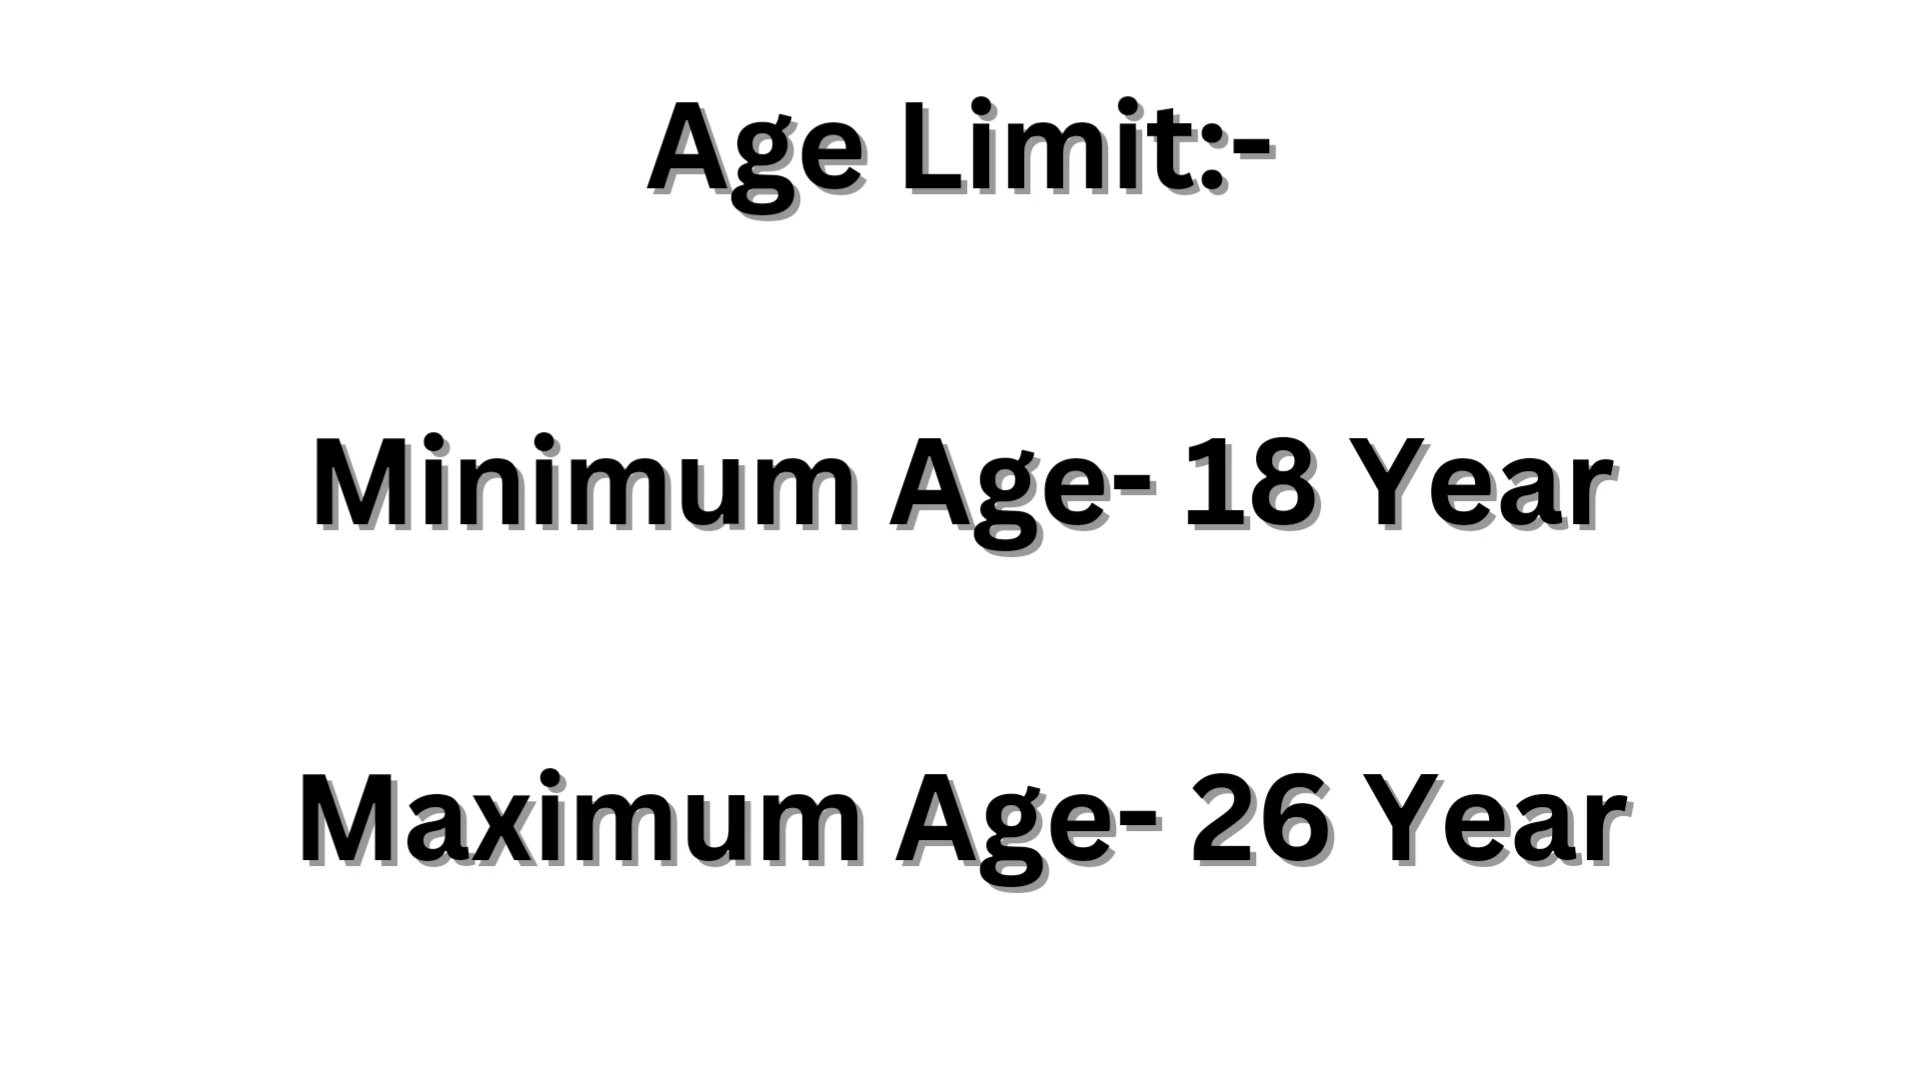 Age Limit:-
Minimum Age- 18 Year
Maximum Age- 26 Year